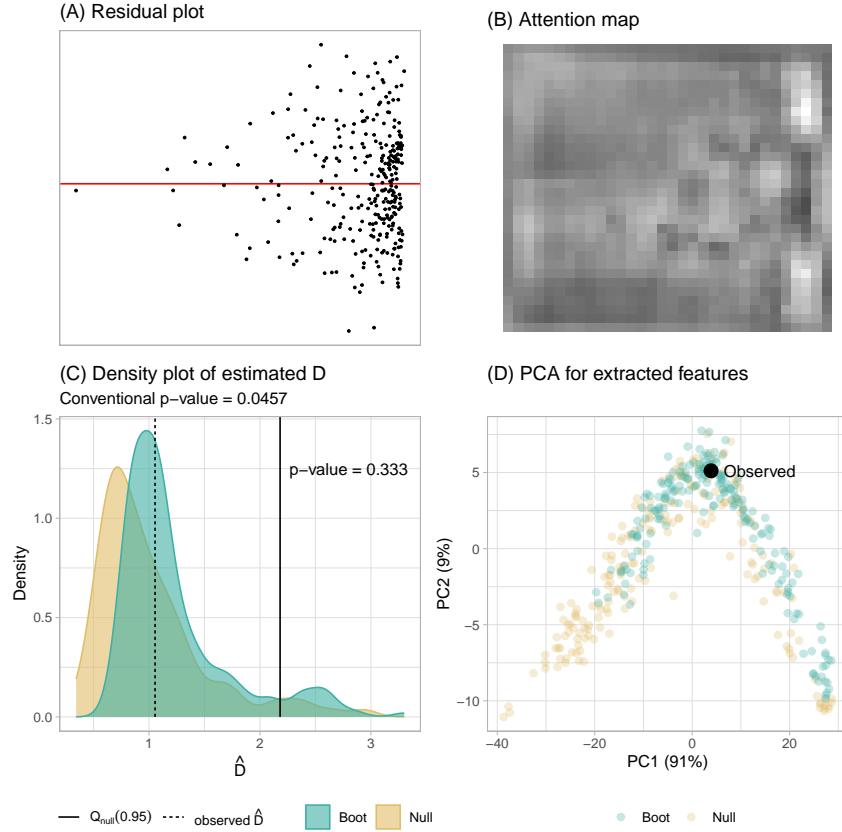 (A) Residual plot
(B) Attention map
(C) Density plot of estimated D
Conventional p−value = 0.0457
1.5
1.0
0.5
0.0
Density
p−value = 0.333
1
2
3
D̂
(D) PCA for extracted features
5
0
−5
−10
PC2 (9%)
Observed
−40
−20
0
20
PC1 (91%)
Qnull(0.95)
observed D̂
Boot
Null
Boot
Null